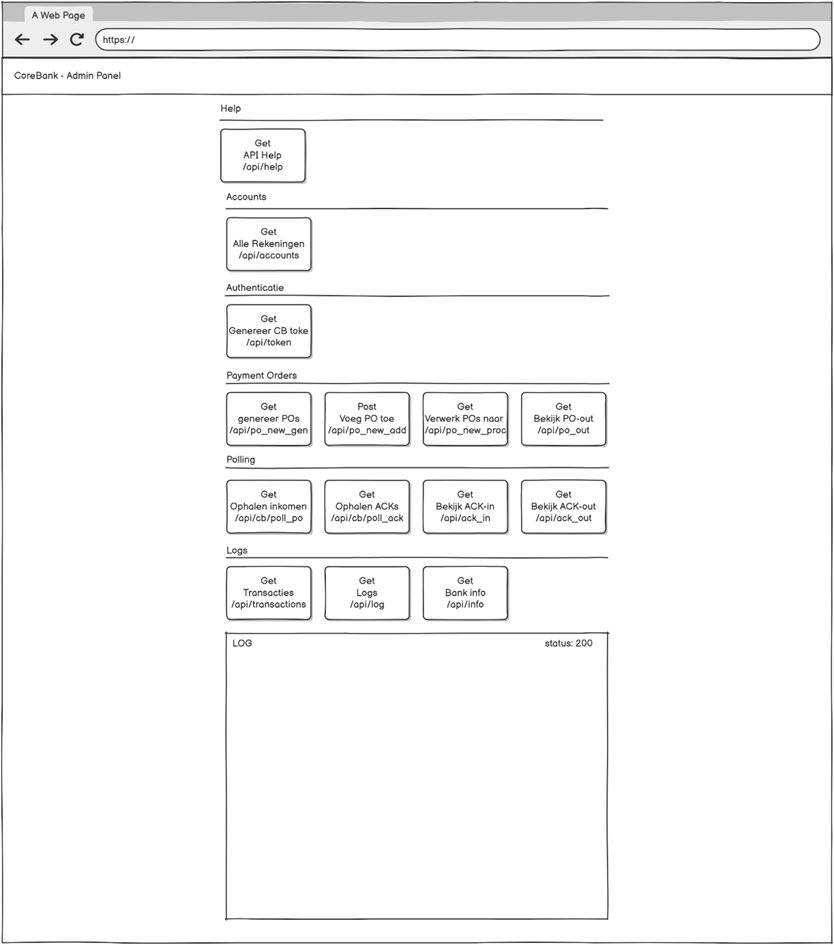 A Web Page
https://
CoreBank - Admin Panel
Help
Get
API Help
/api/help
Accounts
Get
Alle Rekeningen
/api/accounts
Authenticatie
Get
Genereer CB toke
/api/token
Payment Orders
Get
genereer POs
/api/po_new_gen
Post
Voeg PO toe
/api/po_new_add
Get
Verwerk POs naar
/api/po_new_proc
Get
Bekijk PO-out
/api/po_out
Polling
Get
Ophalen inkomen
/api/cb/poll_po
Get
Ophalen ACKs
/api/cb/poll_ack
Get
Bekijk ACK-in
/api/ack_in
Get
Bekijk ACK-out
/api/ack_out
Logs
Get
Transacties
/api/transactions
Get
Logs
/api/log
Get
Bank info
/api/info
LOG
status: 200